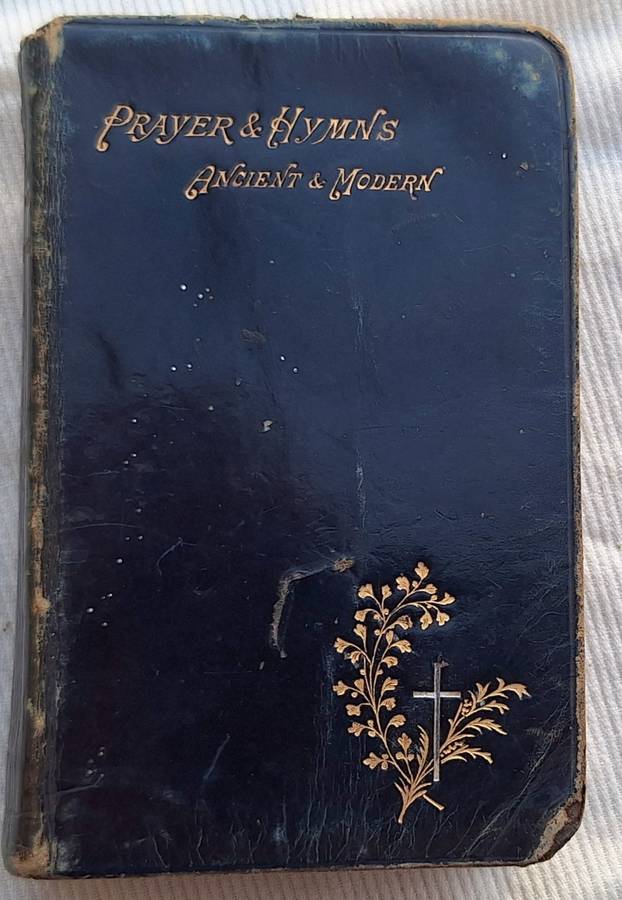 Prayer & Hymns
Ancient & Modern